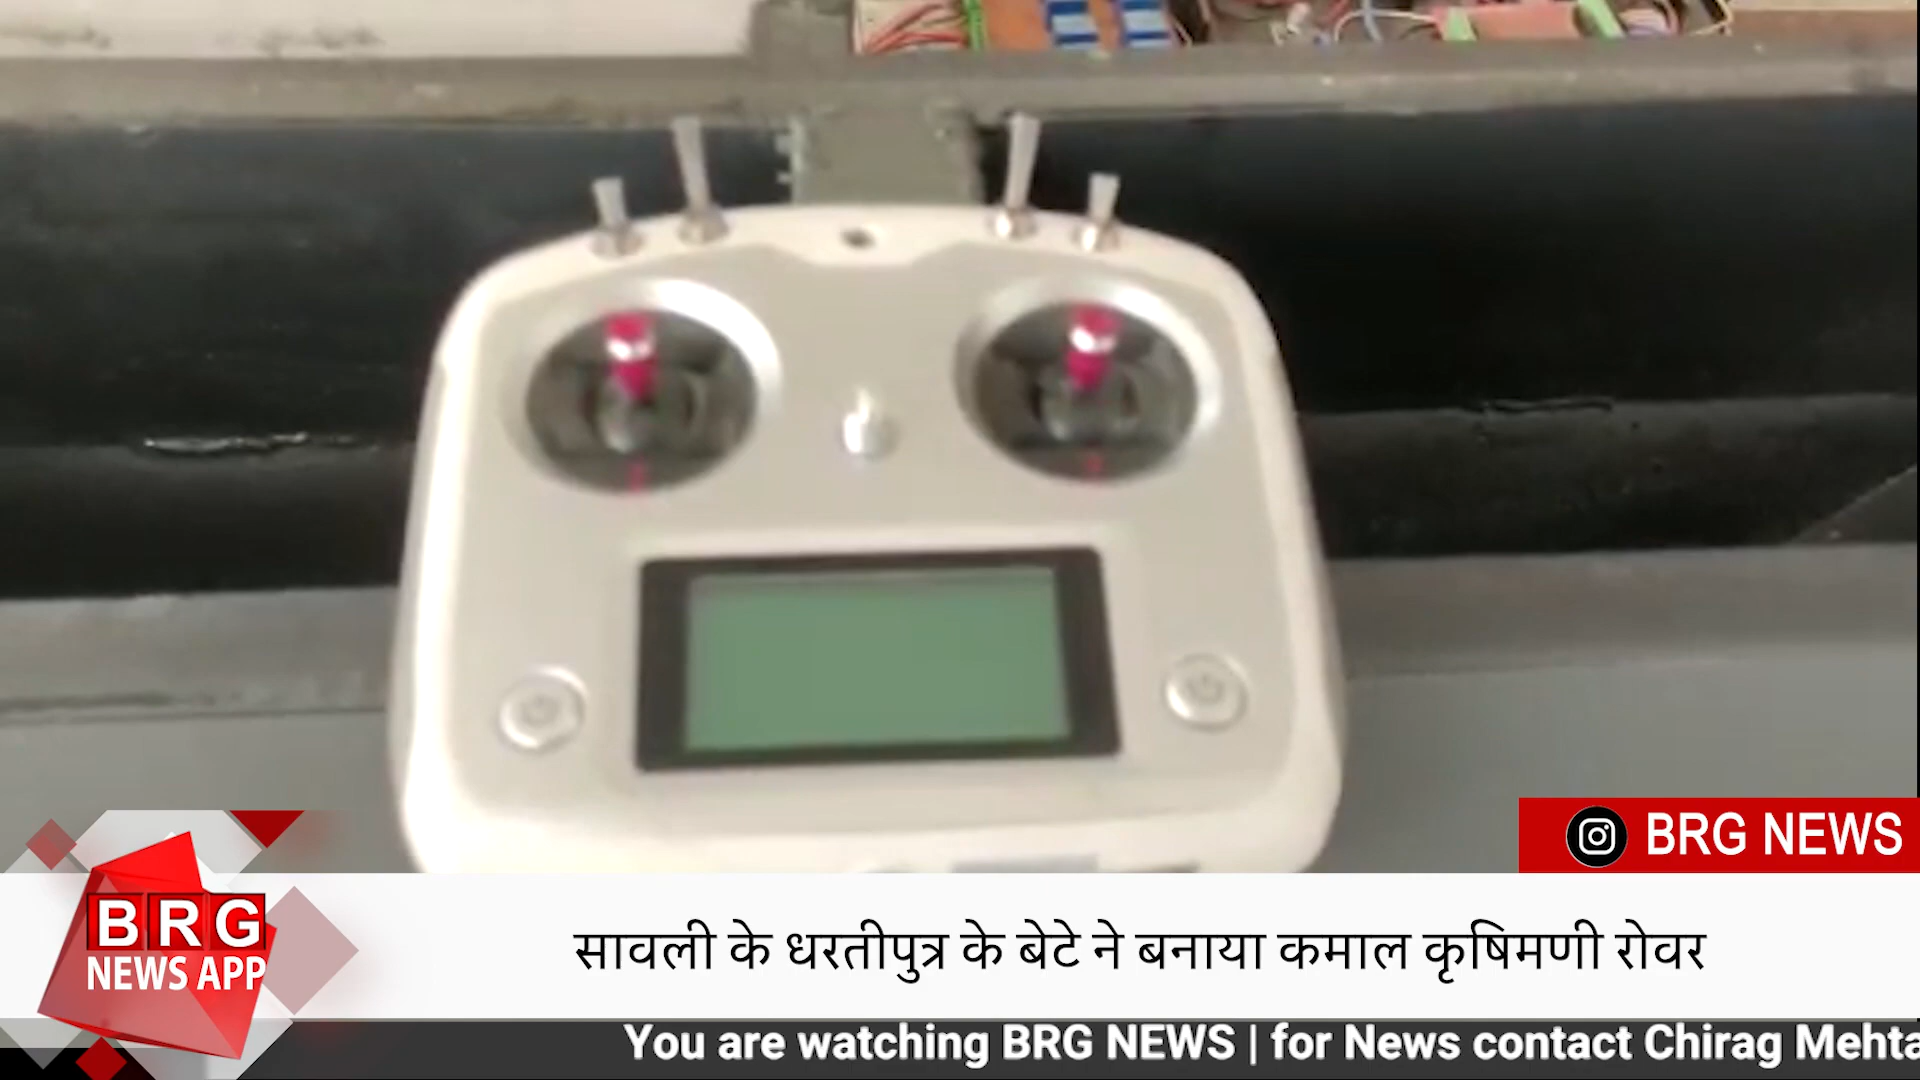 BRG NEWS
BRG
NEWS APP
सावली के धरतीपुत्र के बेटे ने बनाया कमाल कृषिमणी रोवर
You are watching BRG NEWS | for News contact Chirag Mehta